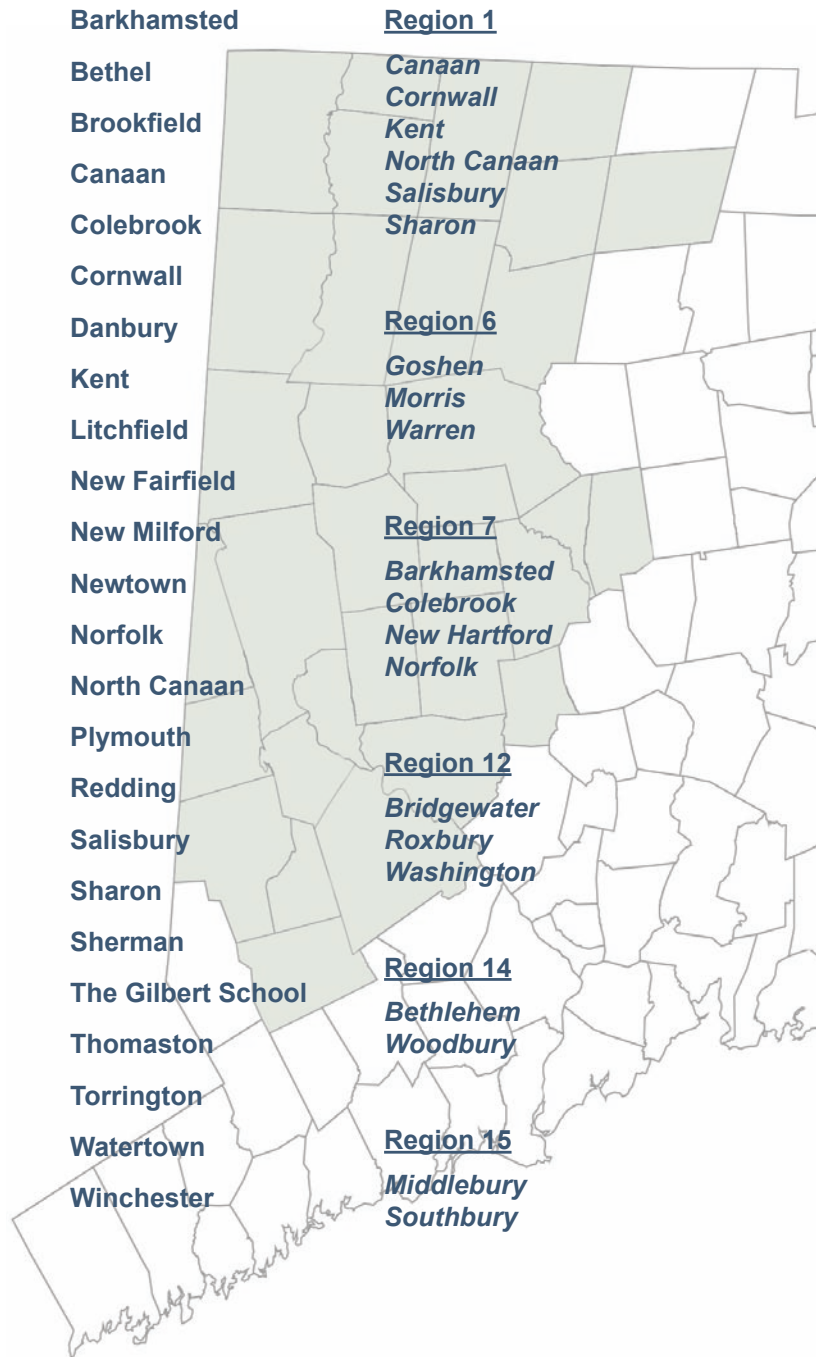 Barkhamsted
Bethel
Brookfield
Canaan
Colebrook
Cornwall
Danbury
Kent
Litchfield
New Fairfield
New Milford
Newtown
Norfolk
North Canaan
Plymouth
Redding
Salisbury
Sharon
Sherman
The Gilbert School
Thomaston
Torrington
Watertown
Winchester
Region 1
Canaan
Cornwall
Kent
North Canaan
Salisbury
Sharon
Region 6
Goshen
Morris
Warren
Region 7
Barkhamsted
Colebrook
New Hartford
Norfolk
Region 12
Bridgewater
Roxbury
Washington
Region 14
Bethlehem
Woodbury
Region 15
Middlebury
Southbury